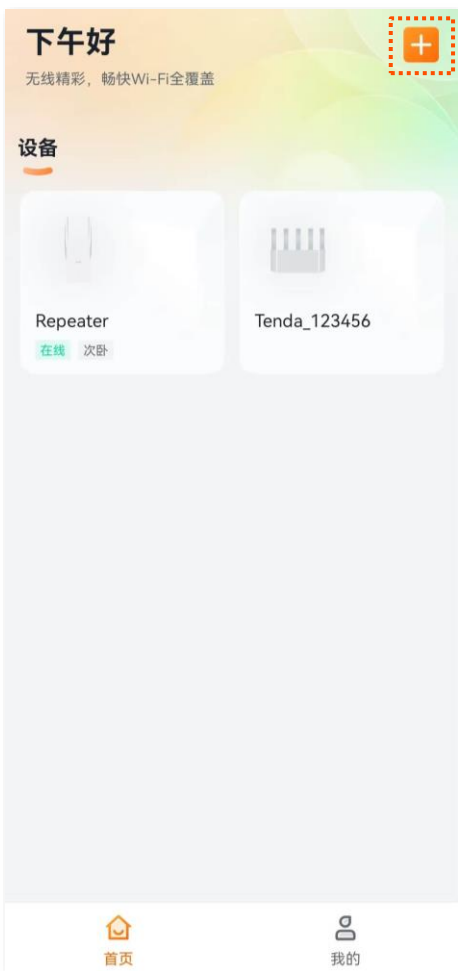 下午好
无线精彩，畅快Wi-Fi全覆盖
设备
Repeater
在线 次卧
Tenda_123456
首页
我的